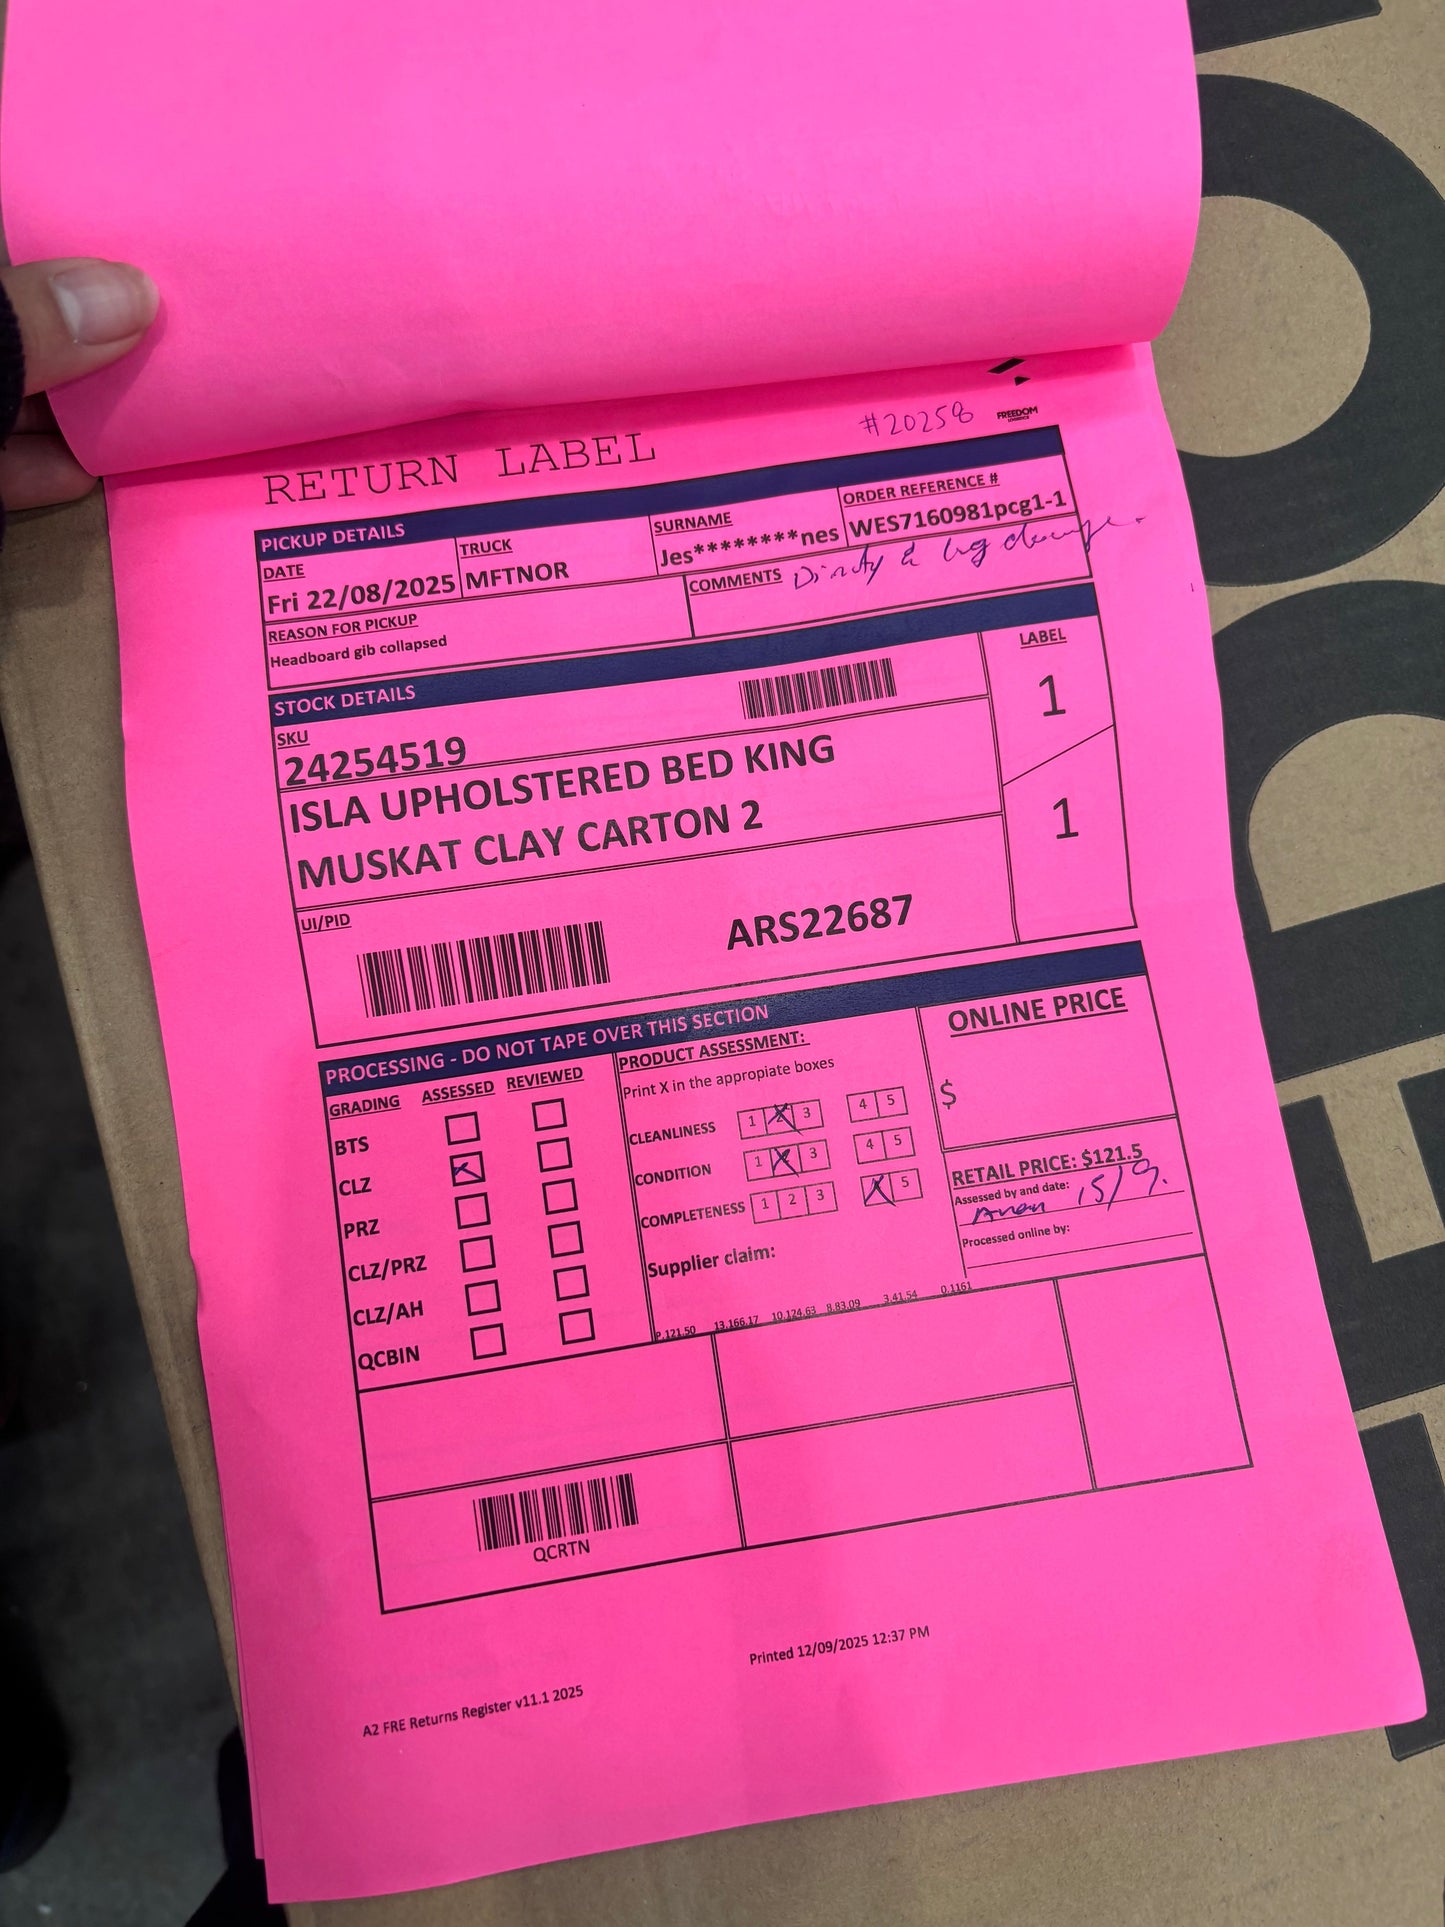 #20258
FREEDOM
RETURN LABEL
PICKUP DETAILS
DATE
Fri 22/08/2025
TRUCK
MFTNOR
SURNAME
Jes********nes
ORDER REFERENCE #
WES7160981pcg1-1
REASON FOR PICKUP
Headboard gib collapsed
COMMENTS Dirty & leg damage.
STOCK DETAILS
LABEL
1
1
SKU
24254519
ISLA UPHOLSTERED BED KING
MUSKAT CLAY CARTON 2
UI/PID
ARS22687
PROCESSING - DO NOT TAPE OVER THIS SECTION
GRADING ASSESSED REVIEWED
BTS
CLZ
PRZ
CLZ/PRZ
CLZ/AH
QCBIN
PRODUCT ASSESSMENT:
Print X in the appropiate boxes
CLEANLINESS 1 2 3 4 5
CONDITION 1 2 3 4 5
COMPLETENESS 1 2 3 4 5
Supplier claim:
P.121.50 13.166.17 10.124.63 8.83.09 3.41.54 0.1161
ONLINE PRICE
$
RETAIL PRICE: $121.5
Assessed by and date:
15/9.
Processed online by:
QCRTN
Printed 12/09/2025 12:37 PM
A2 FRE Returns Register v11.1 2025